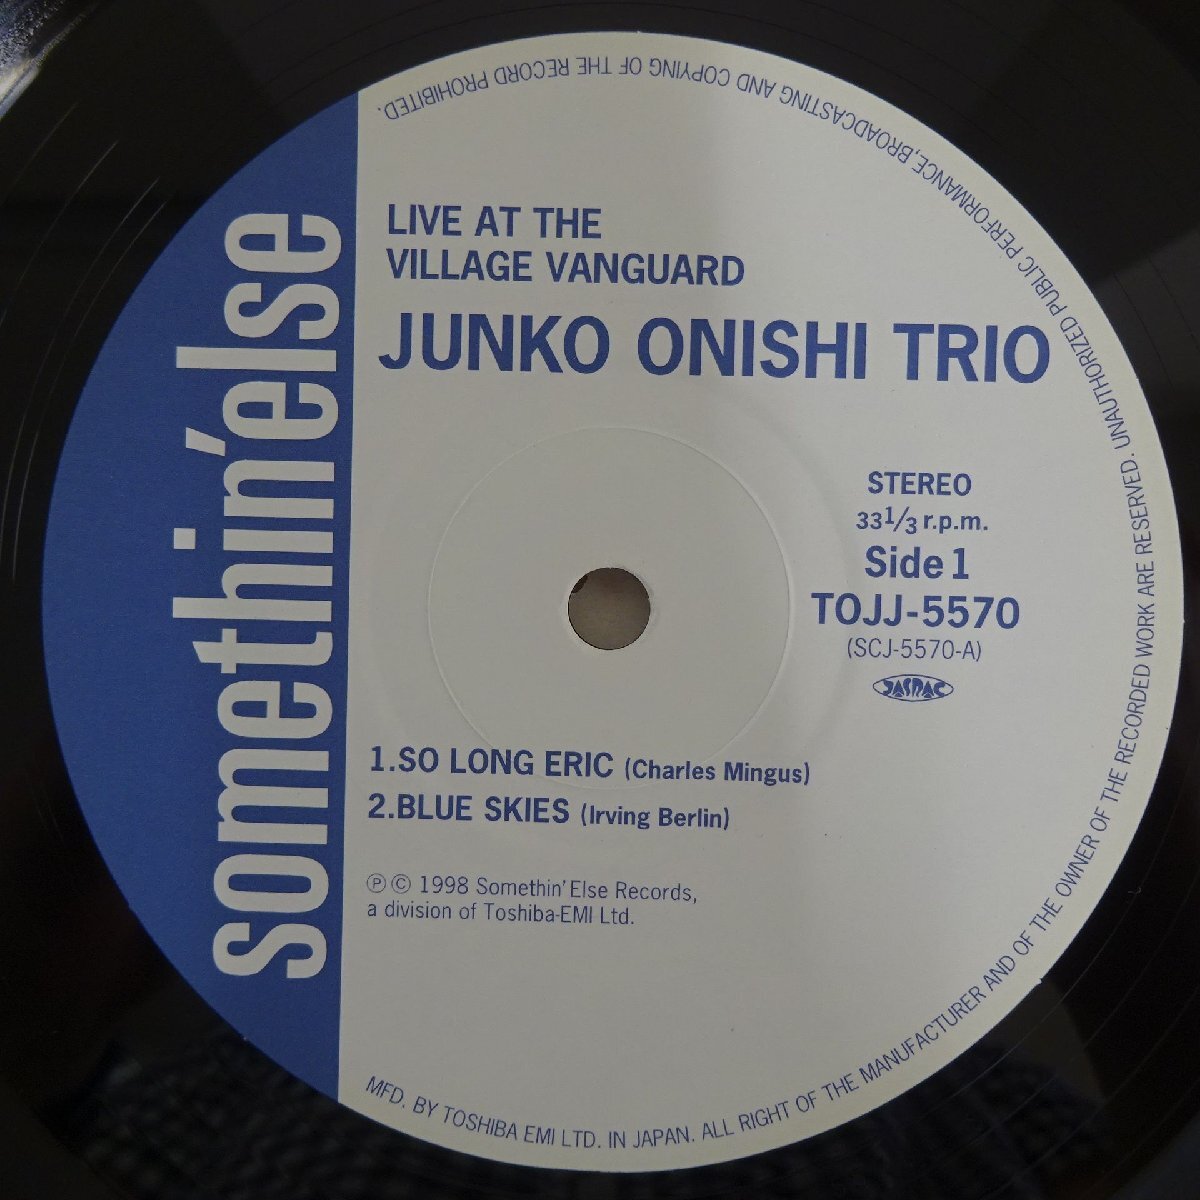 somethin'else
LIVE AT THE
VILLAGE VANGUARD
JUNKO ONISHI TRIO
STEREO
33 1/3 r.p.m.
Side 1
TOJJ-5570
(SCJ-5570-A)
JASRAC
1.SO LONG ERIC (Charles Mingus)
2.BLUE SKIES (Irving Berlin)
Ⓟ © 1998 Somethin' Else Records,
a division of Toshiba-EMI Ltd.
MFD. BY TOSHIBA EMI LTD. IN JAPAN. ALL RIGHT OF THE MANUFACTURER AND OF THE OWNER OF THE RECORDED WORK ARE RESERVED. UNAUTHORIZED PUBLIC PERFORMANCE, BROADCASTING AND COPYING OF THE RECORD PROHIBITED.